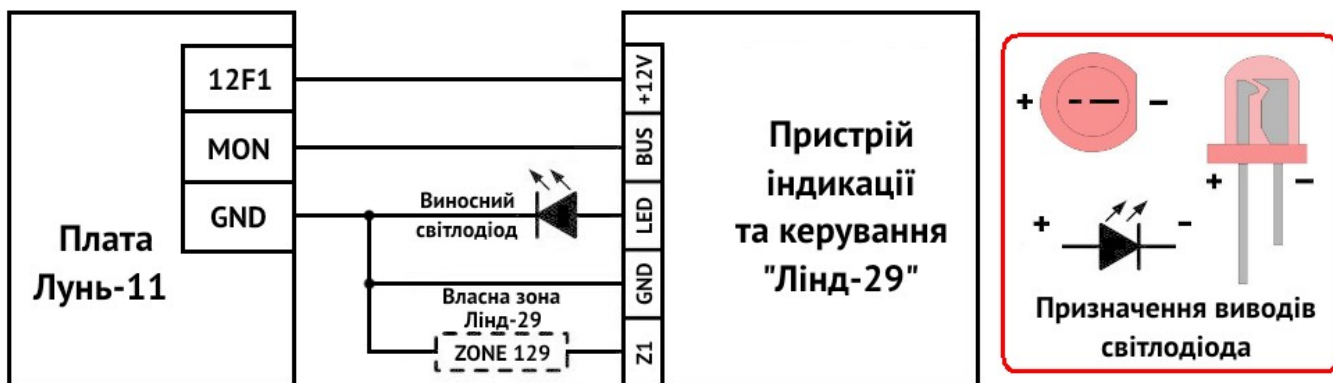 Плата
Лунь-11
12F1
MON
GND
Виносний
світлодіод
Власна зона
Лінд-29
ZONE 129
+12V
BUS
LED
GND
Z1
Пристрій
індикації
та керування
"Лінд-29"
+ -
+ -
+ -
Призначення виводів
світлодіода